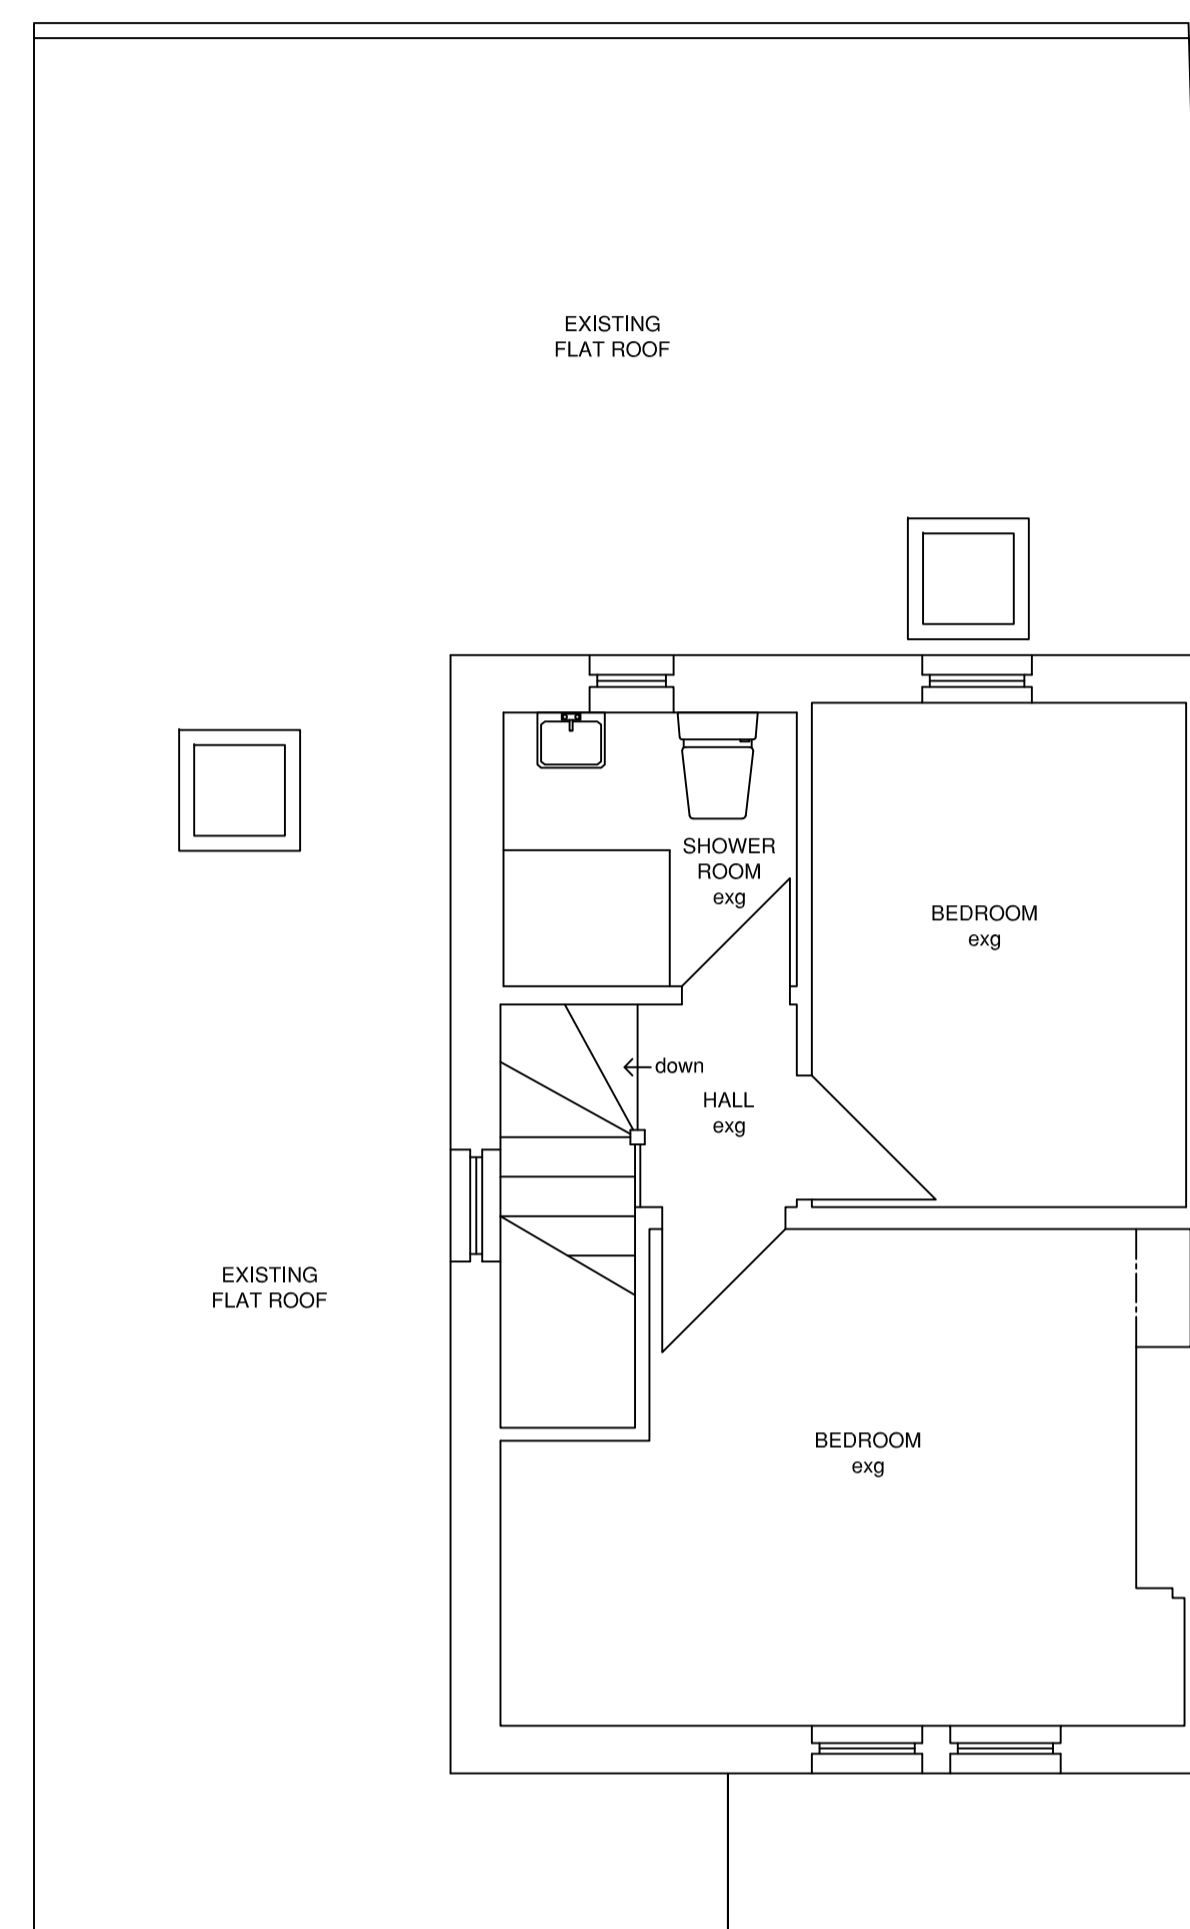 EXISTING
FLAT ROOF
SHOWER
ROOM
exg
BEDROOM
exg
down
HALL
exg
EXISTING
FLAT ROOF
BEDROOM
exg